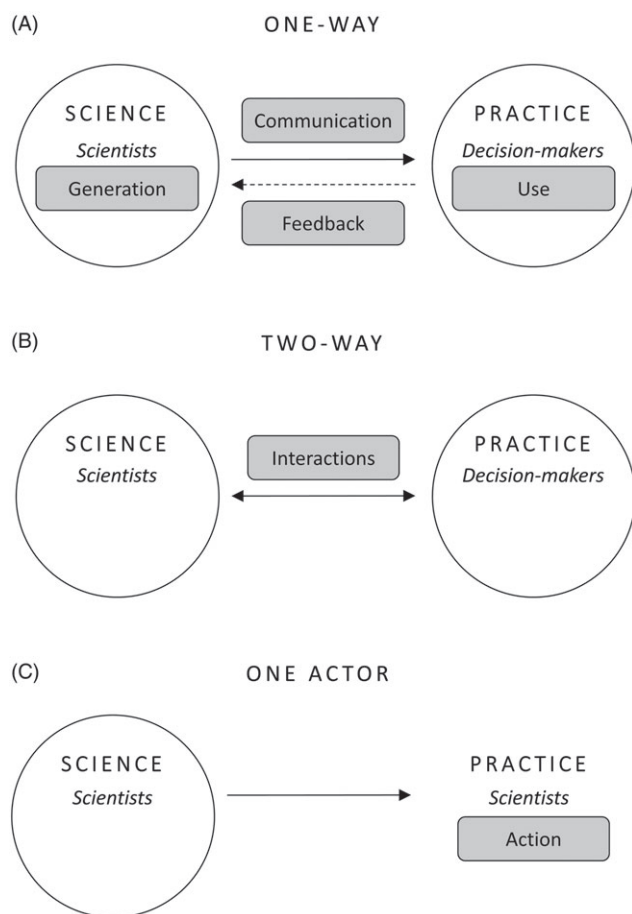 (A)
ONE-WAY
SCIENCE
Scientists
Generation
Communication
Feedback
PRACTICE
Decision-makers
Use
(B)
TWO-WAY
SCIENCE
Scientists
Interactions
PRACTICE
Decision-makers
(C)
ONE ACTOR
SCIENCE
Scientists
PRACTICE
Scientists
Action